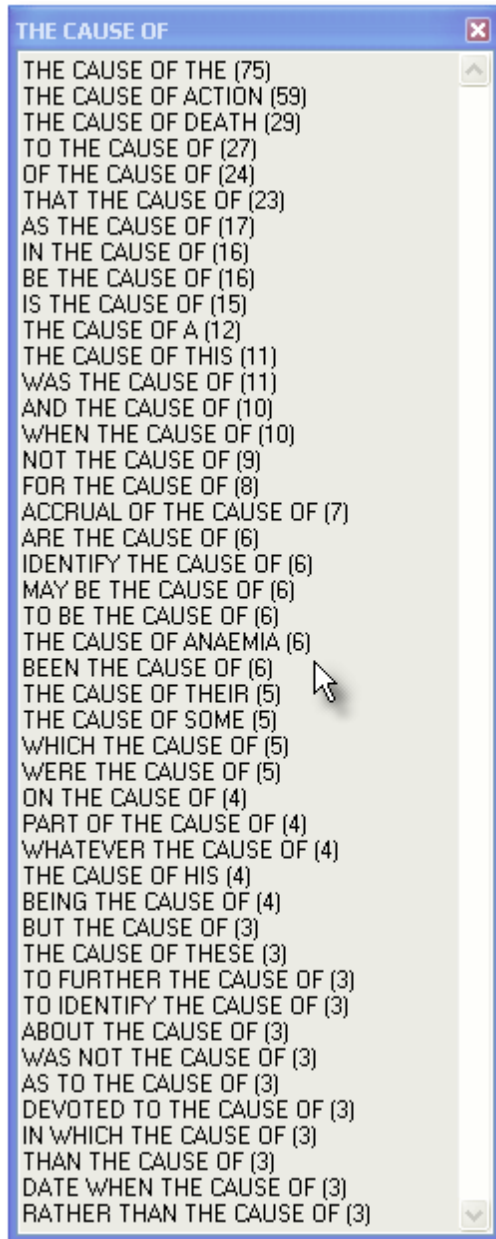 THE CAUSE OF
THE CAUSE OF THE (75)
THE CAUSE OF ACTION (59)
THE CAUSE OF DEATH (29)
TO THE CAUSE OF (27)
OF THE CAUSE OF (24)
THAT THE CAUSE OF (23)
AS THE CAUSE OF (17)
IN THE CAUSE OF (16)
BE THE CAUSE OF (16)
IS THE CAUSE OF (15)
THE CAUSE OF A (12)
THE CAUSE OF THIS (11)
WAS THE CAUSE OF (11)
AND THE CAUSE OF (10)
WHEN THE CAUSE OF (10)
NOT THE CAUSE OF (9)
FOR THE CAUSE OF (8)
ACCRUAL OF THE CAUSE OF (7)
ARE THE CAUSE OF (6)
IDENTIFY THE CAUSE OF (6)
MAY BE THE CAUSE OF (6)
TO BE THE CAUSE OF (6)
THE CAUSE OF ANAEMIA (6)
BEEN THE CAUSE OF (6)
THE CAUSE OF THEIR (5)
THE CAUSE OF SOME (5)
WHICH THE CAUSE OF (5)
WERE THE CAUSE OF (5)
ON THE CAUSE OF (4)
PART OF THE CAUSE OF (4)
WHATEVER THE CAUSE OF (4)
THE CAUSE OF HIS (4)
BEING THE CAUSE OF (4)
BUT THE CAUSE OF (3)
THE CAUSE OF THESE (3)
TO FURTHER THE CAUSE OF (3)
TO IDENTIFY THE CAUSE OF (3)
ABOUT THE CAUSE OF (3)
WAS NOT THE CAUSE OF (3)
AS TO THE CAUSE OF (3)
DEVOTED TO THE CAUSE OF (3)
IN WHICH THE CAUSE OF (3)
THAN THE CAUSE OF (3)
DATE WHEN THE CAUSE OF (3)
RATHER THAN THE CAUSE OF (3)